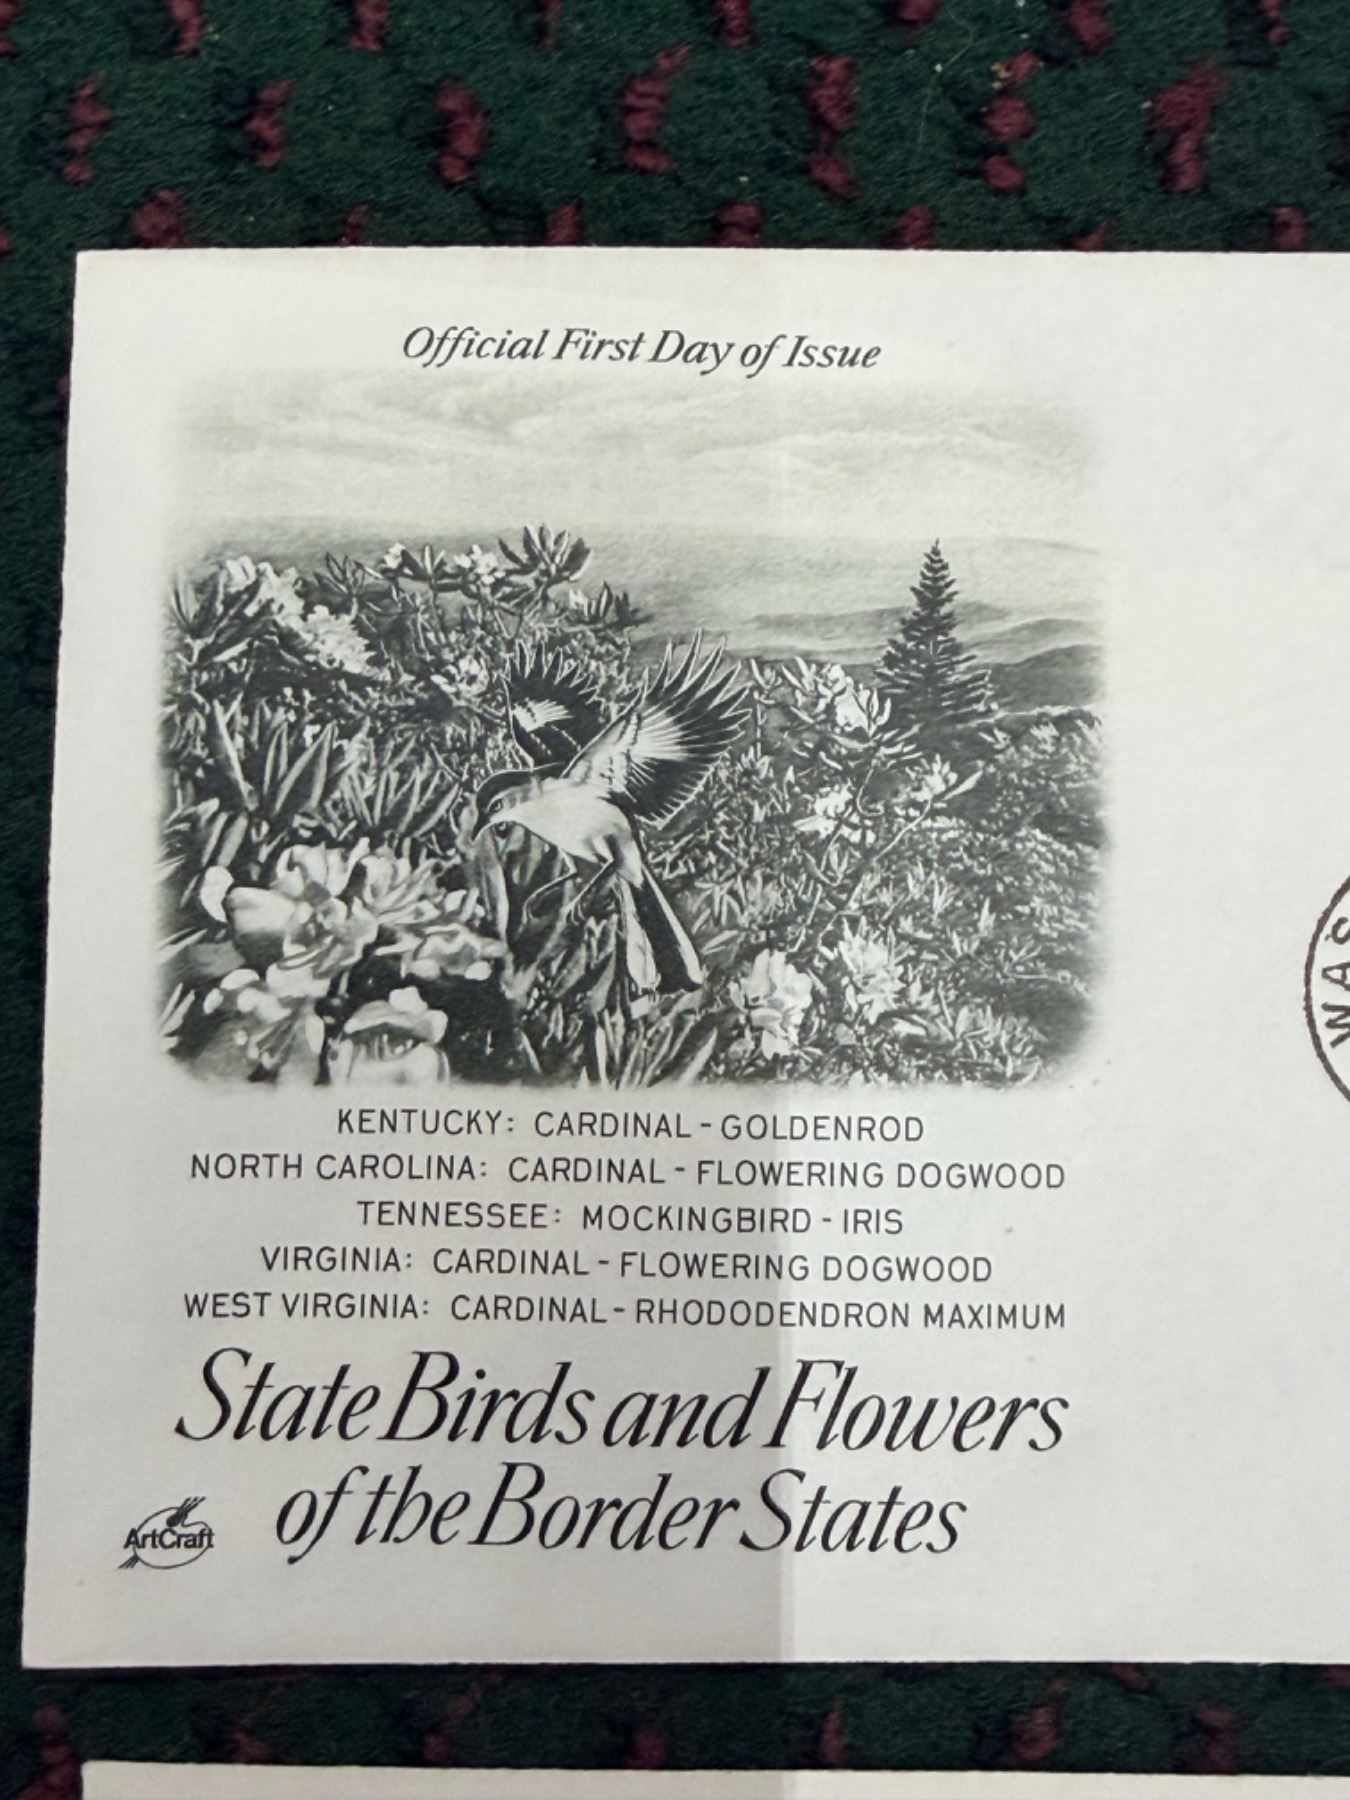 Official First Day of Issue
WAS
KENTUCKY: CARDINAL - GOLDENROD
NORTH CAROLINA: CARDINAL - FLOWERING DOGWOOD
TENNESSEE: MOCKINGBIRD - IRIS
VIRGINIA: CARDINAL - FLOWERING DOGWOOD
WEST VIRGINIA: CARDINAL - RHODODENDRON MAXIMUM
State Birds and Flowers
of the Border States
ArtCraft